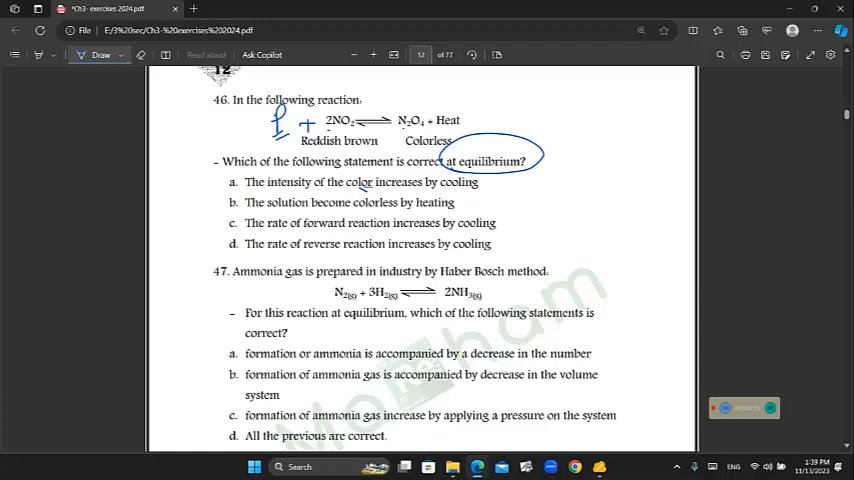 *Ch3- exercises 2024.pdf
File E:/3 sec/Ch3-%20exercises%202024.pdf
Draw Read aloud Ask Copilot 12 of 77
12
46. In the following reaction:
P + 2NO₂ ⇌ N₂O₄ + Heat
Reddish brown Colorless
- Which of the following statement is correct at equilibrium?
a. The intensity of the color increases by cooling
b. The solution become colorless by heating
c. The rate of forward reaction increases by cooling
d. The rate of reverse reaction increases by cooling
47. Ammonia gas is prepared in industry by Haber Bosch method:
N₂(s) + 3H₂(s) ⇌ 2NH₃(s)
- For this reaction at equilibrium, which of the following statements is
correct?
a. formation or ammonia is accompanied by a decrease in the number
b. formation of ammonia gas is accompanied by decrease in the volume
system
c. formation of ammonia gas increase by applying a pressure on the system
d. All the previous are correct.
Search
ENG
1:39 PM
11/13/2023